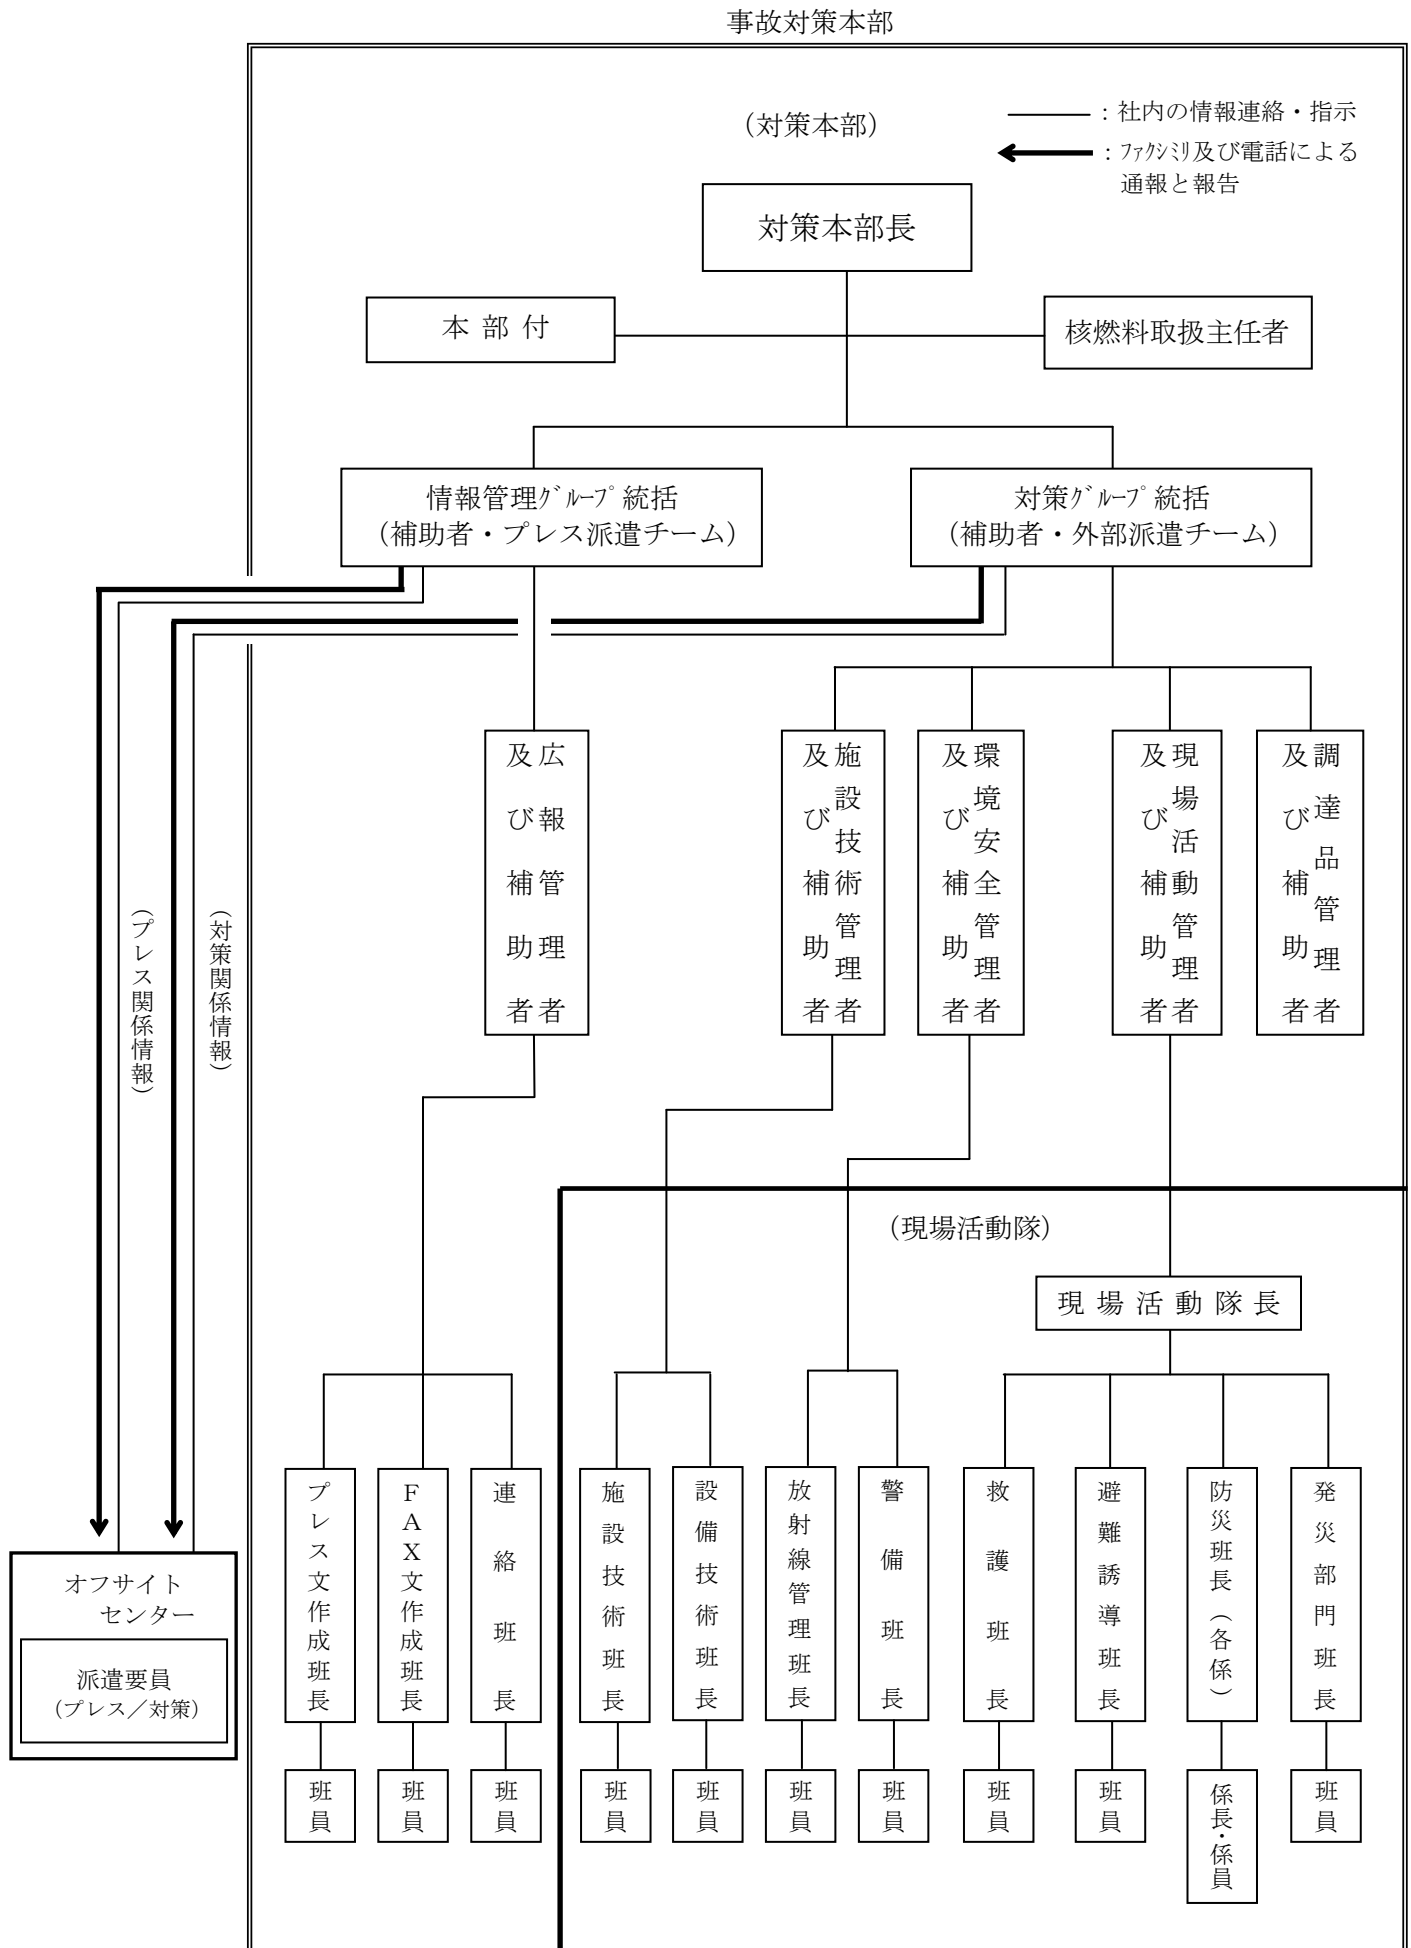 事故対策本部
（対策本部）
：社内の情報連絡・指示
：ﾌｧｸｼﾐﾘ及び電話による
通報と報告
対策本部長
本部付
核燃料取扱主任者
情報管理ｸﾞﾙｰﾌﾟ統括
（補助者・プレス派遣チーム）
対策ｸﾞﾙｰﾌﾟ統括
（補助者・外部派遣チーム）
広報管理者
及び補助者
施設技術管理者
及び補助者
環境安全管理者
及び補助者
現場活動管理者
及び補助者
調達品管理者
及び補助者
（プレス関係情報）
（対策関係情報）
（現場活動隊）
現場活動隊長
プレス文作成班長
ＦＡＸ文作成班長
連絡班長
施設技術班長
設備技術班長
放射線管理班長
警備班長
救護班長
避難誘導班長
防災班長（各係）
発災部門班長
オフサイト
センター
派遣要員
（プレス／対策）
班員
班員
班員
班員
班員
班員
班員
班員
班員
係長・係員
班員